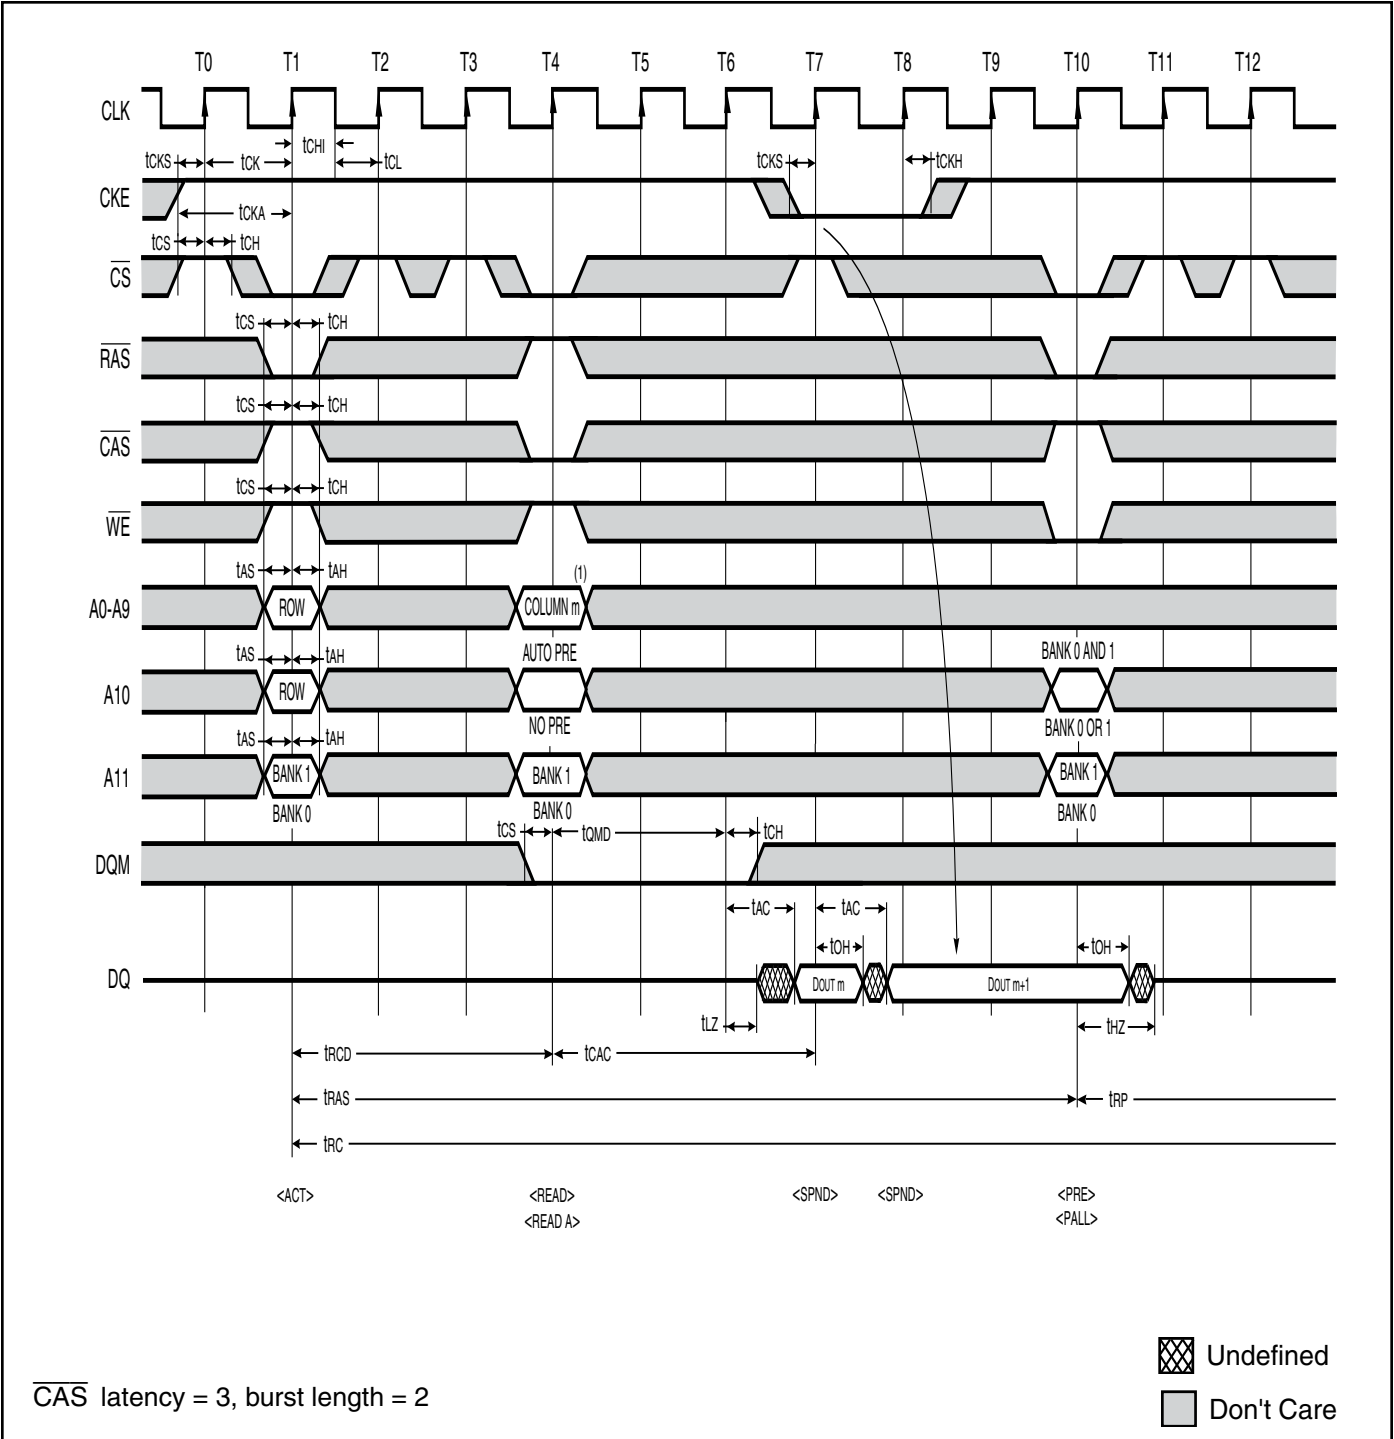 T0 T1 T2 T3 T4 T5 T6 T7 T8 T9 T10 T11 T12
CLK
tCHI
tCKS tCK tCL tCKS tCKH
CKE
tCKA
tCS tCH
CS
tCS tCH
RAS
tCS tCH
CAS
tCS tCH
WE
tAS tAH (1)
A0-A9 ROW COLUMN m
tAS tAH AUTO PRE BANK 0 AND 1
A10 ROW
NO PRE BANK 0 OR 1
tAS tAH
A11 BANK 1 BANK 1 BANK 1
BANK 0 BANK 0 BANK 0
tCS tQMD tCH
DQM
tAC tAC
tOH tOH
DQ DOUT m DOUT m+1
tLZ tHZ
tRCD tCAC
tRAS tRP
tRC
<ACT> <READ> <SPND> <SPND> <PRE>
<READ A> <PALL>
Undefined
CAS latency = 3, burst length = 2
Don't Care